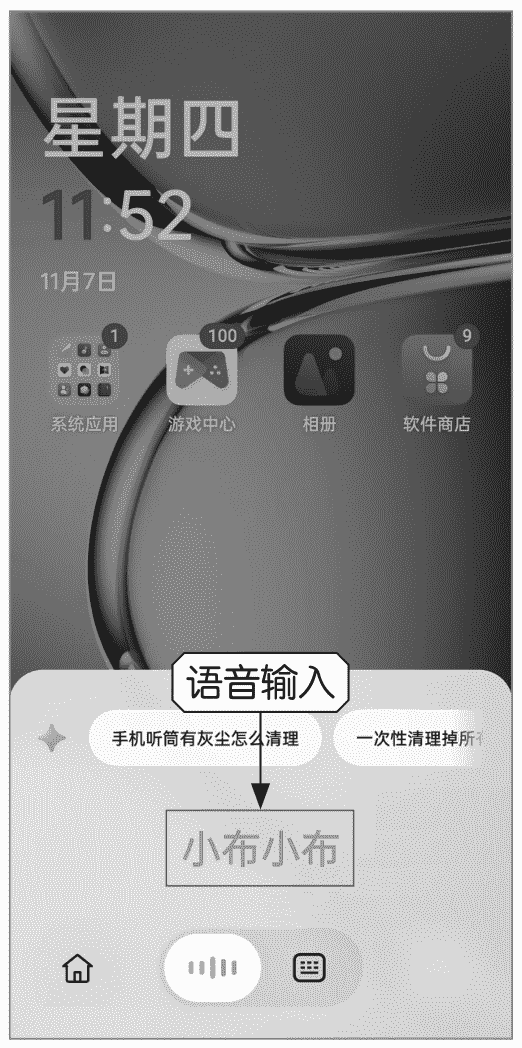 星期四
11:52
11月7日
1
100
9
系统应用
游戏中心
相册
软件商店
语音输入
手机听筒有灰尘怎么清理
一次性清理掉所
小布小布